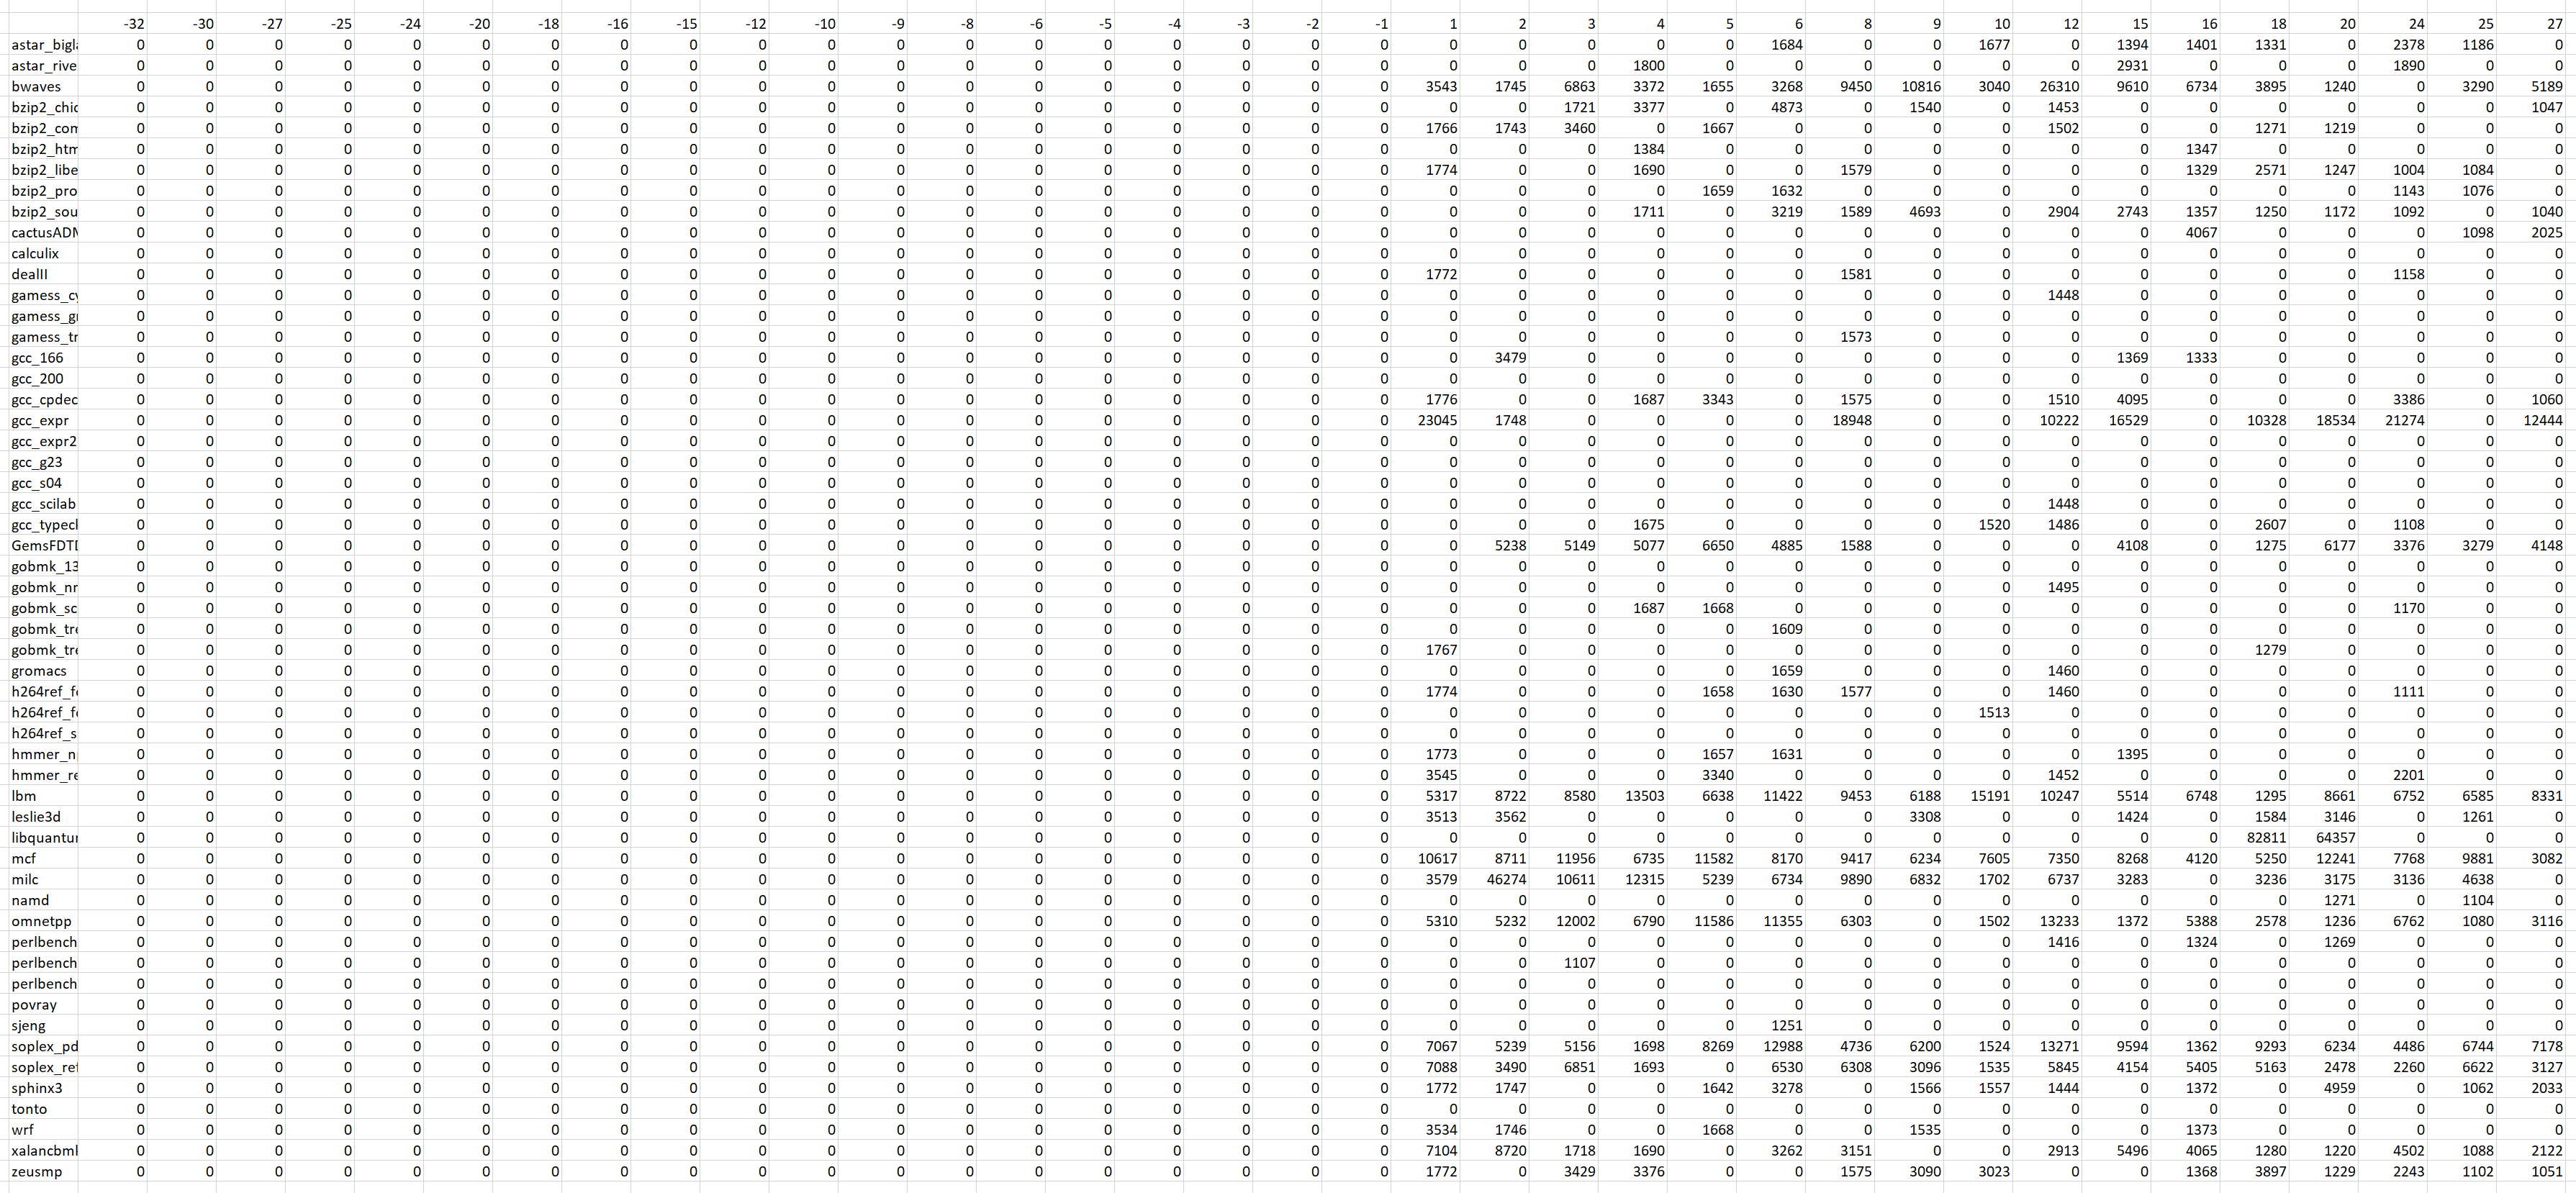 -32 -30 -27 -25 -24 -20 -18 -16 -15 -12 -10 -9 -8 -6 -5 -4 -3 -2 -1 1 2 3 4 5 6 8 9 10 12 15 16 18 20 24 25 27
astar_bigla 0 0 0 0 0 0 0 0 0 0 0 0 0 0 0 0 0 0 0 0 0 0 0 0 1684 0 0 1677 0 1394 1401 1331 0 2378 1186 0
astar_rive 0 0 0 0 0 0 0 0 0 0 0 0 0 0 0 0 0 0 0 0 0 0 1800 0 0 0 0 0 0 2931 0 0 0 1890 0 0
bwaves 0 0 0 0 0 0 0 0 0 0 0 0 0 0 0 0 0 0 0 3543 1745 6863 3372 1655 3268 9450 10816 3040 26310 9610 6734 3895 1240 0 3290 5189
bzip2_chic 0 0 0 0 0 0 0 0 0 0 0 0 0 0 0 0 0 0 0 0 0 1721 3377 0 4873 0 1540 0 1453 0 0 0 0 0 0 1047
bzip2_com 0 0 0 0 0 0 0 0 0 0 0 0 0 0 0 0 0 0 0 1766 1743 3460 0 1667 0 0 0 0 1502 0 0 1271 1219 0 0 0
bzip2_htm 0 0 0 0 0 0 0 0 0 0 0 0 0 0 0 0 0 0 0 0 0 0 1384 0 0 0 0 0 0 0 1347 0 0 0 0 0
bzip2_libe 0 0 0 0 0 0 0 0 0 0 0 0 0 0 0 0 0 0 0 1774 0 0 1690 0 0 1579 0 0 0 0 1329 2571 1247 1004 1084 0
bzip2_pro 0 0 0 0 0 0 0 0 0 0 0 0 0 0 0 0 0 0 0 0 0 0 0 1659 1632 0 0 0 0 0 0 0 0 1143 1076 0
bzip2_sou 0 0 0 0 0 0 0 0 0 0 0 0 0 0 0 0 0 0 0 0 0 0 1711 0 3219 1589 4693 0 2904 2743 1357 1250 1172 1092 0 1040
cactusADM 0 0 0 0 0 0 0 0 0 0 0 0 0 0 0 0 0 0 0 0 0 0 0 0 0 0 0 0 0 0 4067 0 0 0 1098 2025
calculix 0 0 0 0 0 0 0 0 0 0 0 0 0 0 0 0 0 0 0 0 0 0 0 0 0 0 0 0 0 0 0 0 0 0 0 0
dealII 0 0 0 0 0 0 0 0 0 0 0 0 0 0 0 0 0 0 0 1772 0 0 0 0 0 1581 0 0 0 0 0 0 0 1158 0 0
gamess_cy 0 0 0 0 0 0 0 0 0 0 0 0 0 0 0 0 0 0 0 0 0 0 0 0 0 0 0 0 1448 0 0 0 0 0 0 0
gamess_gr 0 0 0 0 0 0 0 0 0 0 0 0 0 0 0 0 0 0 0 0 0 0 0 0 0 0 0 0 0 0 0 0 0 0 0 0
gamess_tr 0 0 0 0 0 0 0 0 0 0 0 0 0 0 0 0 0 0 0 0 0 0 0 0 0 1573 0 0 0 0 0 0 0 0 0 0
gcc_166 0 0 0 0 0 0 0 0 0 0 0 0 0 0 0 0 0 0 0 0 3479 0 0 0 0 0 0 0 0 1369 1333 0 0 0 0 0
gcc_200 0 0 0 0 0 0 0 0 0 0 0 0 0 0 0 0 0 0 0 0 0 0 0 0 0 0 0 0 0 0 0 0 0 0 0 0
gcc_cpdec 0 0 0 0 0 0 0 0 0 0 0 0 0 0 0 0 0 0 0 1776 0 0 1687 3343 0 1575 0 0 1510 4095 0 0 0 3386 0 1060
gcc_expr 0 0 0 0 0 0 0 0 0 0 0 0 0 0 0 0 0 0 0 23045 1748 0 0 0 0 18948 0 0 10222 16529 0 10328 18534 21274 0 12444
gcc_expr2 0 0 0 0 0 0 0 0 0 0 0 0 0 0 0 0 0 0 0 0 0 0 0 0 0 0 0 0 0 0 0 0 0 0 0 0
gcc_g23 0 0 0 0 0 0 0 0 0 0 0 0 0 0 0 0 0 0 0 0 0 0 0 0 0 0 0 0 0 0 0 0 0 0 0 0
gcc_s04 0 0 0 0 0 0 0 0 0 0 0 0 0 0 0 0 0 0 0 0 0 0 0 0 0 0 0 0 0 0 0 0 0 0 0 0
gcc_scilab 0 0 0 0 0 0 0 0 0 0 0 0 0 0 0 0 0 0 0 0 0 0 0 0 0 0 0 0 1448 0 0 0 0 0 0 0
gcc_typecl 0 0 0 0 0 0 0 0 0 0 0 0 0 0 0 0 0 0 0 0 0 0 1675 0 0 0 0 1520 1486 0 0 2607 0 1108 0 0
GemsFDTD 0 0 0 0 0 0 0 0 0 0 0 0 0 0 0 0 0 0 0 0 5238 5149 5077 6650 4885 1588 0 0 0 4108 0 1275 6177 3376 3279 4148
gobmk_13 0 0 0 0 0 0 0 0 0 0 0 0 0 0 0 0 0 0 0 0 0 0 0 0 0 0 0 0 0 0 0 0 0 0 0 0
gobmk_nn 0 0 0 0 0 0 0 0 0 0 0 0 0 0 0 0 0 0 0 0 0 0 0 0 0 0 0 0 1495 0 0 0 0 0 0 0
gobmk_sc 0 0 0 0 0 0 0 0 0 0 0 0 0 0 0 0 0 0 0 0 0 0 1687 1668 0 0 0 0 0 0 0 0 0 1170 0 0
gobmk_tre 0 0 0 0 0 0 0 0 0 0 0 0 0 0 0 0 0 0 0 0 0 0 0 0 1609 0 0 0 0 0 0 0 0 0 0 0
gobmk_tre 0 0 0 0 0 0 0 0 0 0 0 0 0 0 0 0 0 0 0 1767 0 0 0 0 0 0 0 0 0 0 0 1279 0 0 0 0
gromacs 0 0 0 0 0 0 0 0 0 0 0 0 0 0 0 0 0 0 0 0 0 0 0 0 1659 0 0 0 1460 0 0 0 0 0 0 0
h264ref_fo 0 0 0 0 0 0 0 0 0 0 0 0 0 0 0 0 0 0 0 1774 0 0 0 1658 1630 1577 0 0 1460 0 0 0 0 1111 0 0
h264ref_fo 0 0 0 0 0 0 0 0 0 0 0 0 0 0 0 0 0 0 0 0 0 0 0 0 0 0 0 1513 0 0 0 0 0 0 0 0
h264ref_s 0 0 0 0 0 0 0 0 0 0 0 0 0 0 0 0 0 0 0 0 0 0 0 0 0 0 0 0 0 0 0 0 0 0 0 0
hmmer_n 0 0 0 0 0 0 0 0 0 0 0 0 0 0 0 0 0 0 0 1773 0 0 0 1657 1631 0 0 0 0 1395 0 0 0 0 0 0
hmmer_re 0 0 0 0 0 0 0 0 0 0 0 0 0 0 0 0 0 0 0 3545 0 0 0 3340 0 0 0 0 1452 0 0 0 0 2201 0 0
lbm 0 0 0 0 0 0 0 0 0 0 0 0 0 0 0 0 0 0 0 5317 8722 8580 13503 6638 11422 9453 6188 15191 10247 5514 6748 1295 8661 6752 6585 8331
leslie3d 0 0 0 0 0 0 0 0 0 0 0 0 0 0 0 0 0 0 0 3513 3562 0 0 0 0 0 3308 0 0 1424 0 1584 3146 0 1261 0
libquantur 0 0 0 0 0 0 0 0 0 0 0 0 0 0 0 0 0 0 0 0 0 0 0 0 0 0 0 0 0 0 0 82811 64357 0 0 0
mcf 0 0 0 0 0 0 0 0 0 0 0 0 0 0 0 0 0 0 0 10617 8711 11956 6735 11582 8170 9417 6234 7605 7350 8268 4120 5250 12241 7768 9881 3082
milc 0 0 0 0 0 0 0 0 0 0 0 0 0 0 0 0 0 0 0 3579 46274 10611 12315 5239 6734 9890 6832 1702 6737 3283 0 3236 3175 3136 4638 0
namd 0 0 0 0 0 0 0 0 0 0 0 0 0 0 0 0 0 0 0 0 0 0 0 0 0 0 0 0 0 0 0 0 1271 0 1104 0
omnetpp 0 0 0 0 0 0 0 0 0 0 0 0 0 0 0 0 0 0 0 5310 5232 12002 6790 11586 11355 6303 0 1502 13233 1372 5388 2578 1236 6762 1080 3116
perlbench 0 0 0 0 0 0 0 0 0 0 0 0 0 0 0 0 0 0 0 0 0 0 0 0 0 0 0 0 1416 0 1324 0 1269 0 0 0
perlbench 0 0 0 0 0 0 0 0 0 0 0 0 0 0 0 0 0 0 0 0 0 1107 0 0 0 0 0 0 0 0 0 0 0 0 0 0
perlbench 0 0 0 0 0 0 0 0 0 0 0 0 0 0 0 0 0 0 0 0 0 0 0 0 0 0 0 0 0 0 0 0 0 0 0 0
povray 0 0 0 0 0 0 0 0 0 0 0 0 0 0 0 0 0 0 0 0 0 0 0 0 0 0 0 0 0 0 0 0 0 0 0 0
sjeng 0 0 0 0 0 0 0 0 0 0 0 0 0 0 0 0 0 0 0 0 0 0 0 0 1251 0 0 0 0 0 0 0 0 0 0 0
soplex_pd 0 0 0 0 0 0 0 0 0 0 0 0 0 0 0 0 0 0 0 7067 5239 5156 1698 8269 12988 4736 6200 1524 13271 9594 1362 9293 6234 4486 6744 7178
soplex_ref 0 0 0 0 0 0 0 0 0 0 0 0 0 0 0 0 0 0 0 7088 3490 6851 1693 0 6530 6308 3096 1535 5845 4154 5405 5163 2478 2260 6622 3127
sphinx3 0 0 0 0 0 0 0 0 0 0 0 0 0 0 0 0 0 0 0 1772 1747 0 0 1642 3278 0 1566 1557 1444 0 1372 0 4959 0 1062 2033
tonto 0 0 0 0 0 0 0 0 0 0 0 0 0 0 0 0 0 0 0 0 0 0 0 0 0 0 0 0 0 0 0 0 0 0 0 0
wrf 0 0 0 0 0 0 0 0 0 0 0 0 0 0 0 0 0 0 0 3534 1746 0 0 1668 0 0 1535 0 0 0 1373 0 0 0 0 0
xalancbml 0 0 0 0 0 0 0 0 0 0 0 0 0 0 0 0 0 0 0 7104 8720 1718 1690 0 3262 3151 0 0 2913 5496 4065 1280 1220 4502 1088 2122
zeusmp 0 0 0 0 0 0 0 0 0 0 0 0 0 0 0 0 0 0 0 1772 0 3429 3376 0 0 1575 3090 3023 0 0 1368 3897 1229 2243 1102 1051